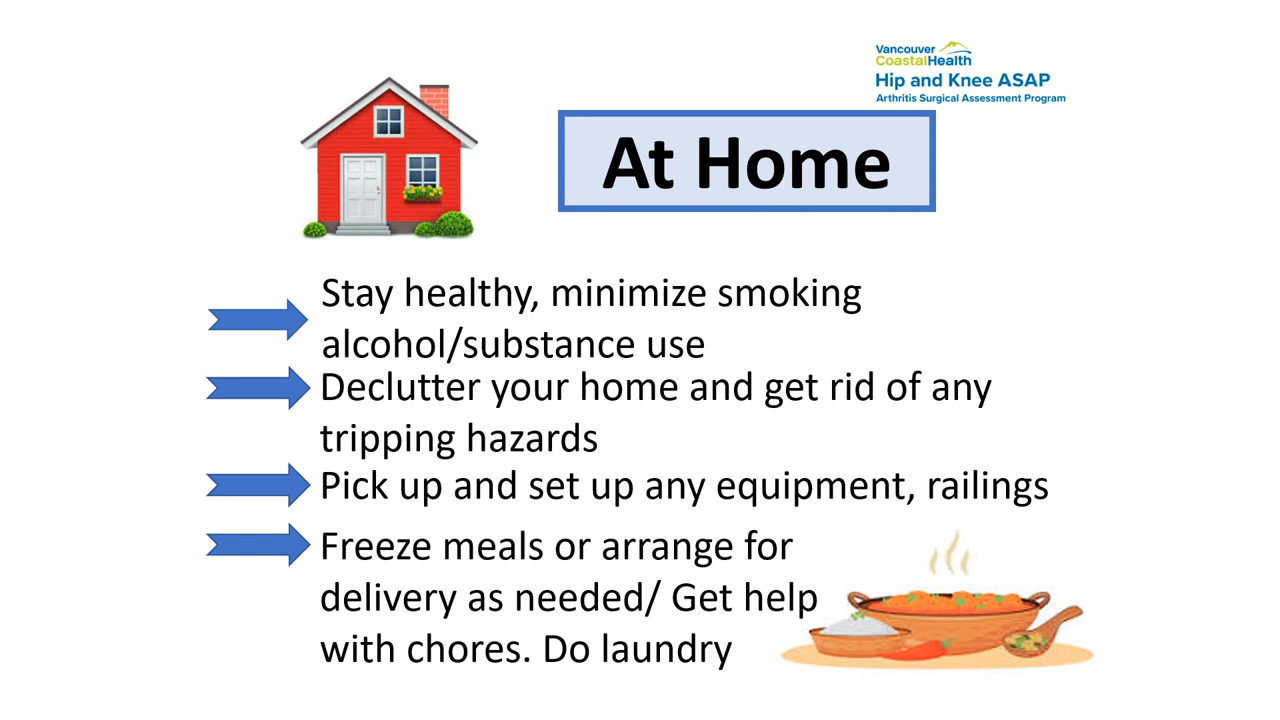 Vancouver
CoastalHealth
Hip and Knee ASAP
Arthritis Surgical Assessment Program
At Home
Stay healthy, minimize smoking
alcohol/substance use
Declutter your home and get rid of any
tripping hazards
Pick up and set up any equipment, railings
Freeze meals or arrange for
delivery as needed/ Get help
with chores. Do laundry